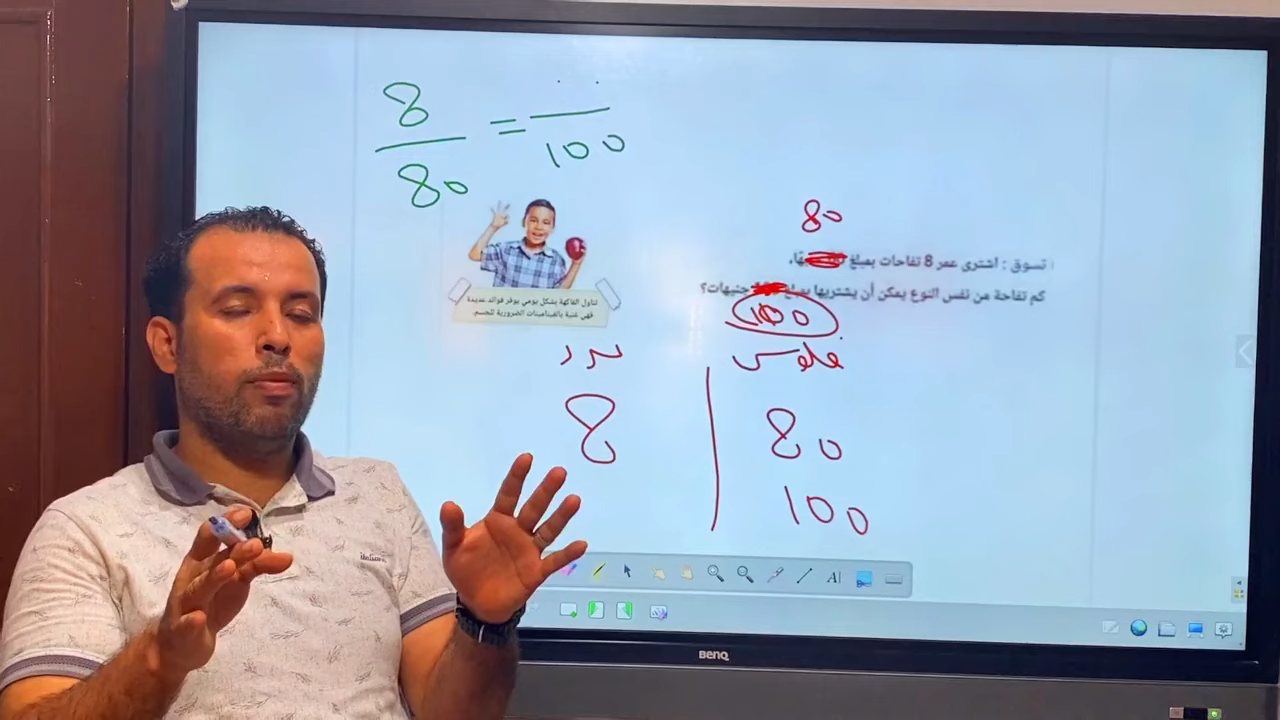 8/80 = /100
80
تسوق : اشترى عمر 8 تفاحات بمبلغ
كم تفاحة من نفس النوع يمكن أن يشتريها بمبلغ جنيهات؟
100
تناول الفاكهة بشكل يومي يوفر فوائد عديدة
فهي غنية بالفيتامينات الضرورية للجسم.
فلوس
8
80
100
BenQ